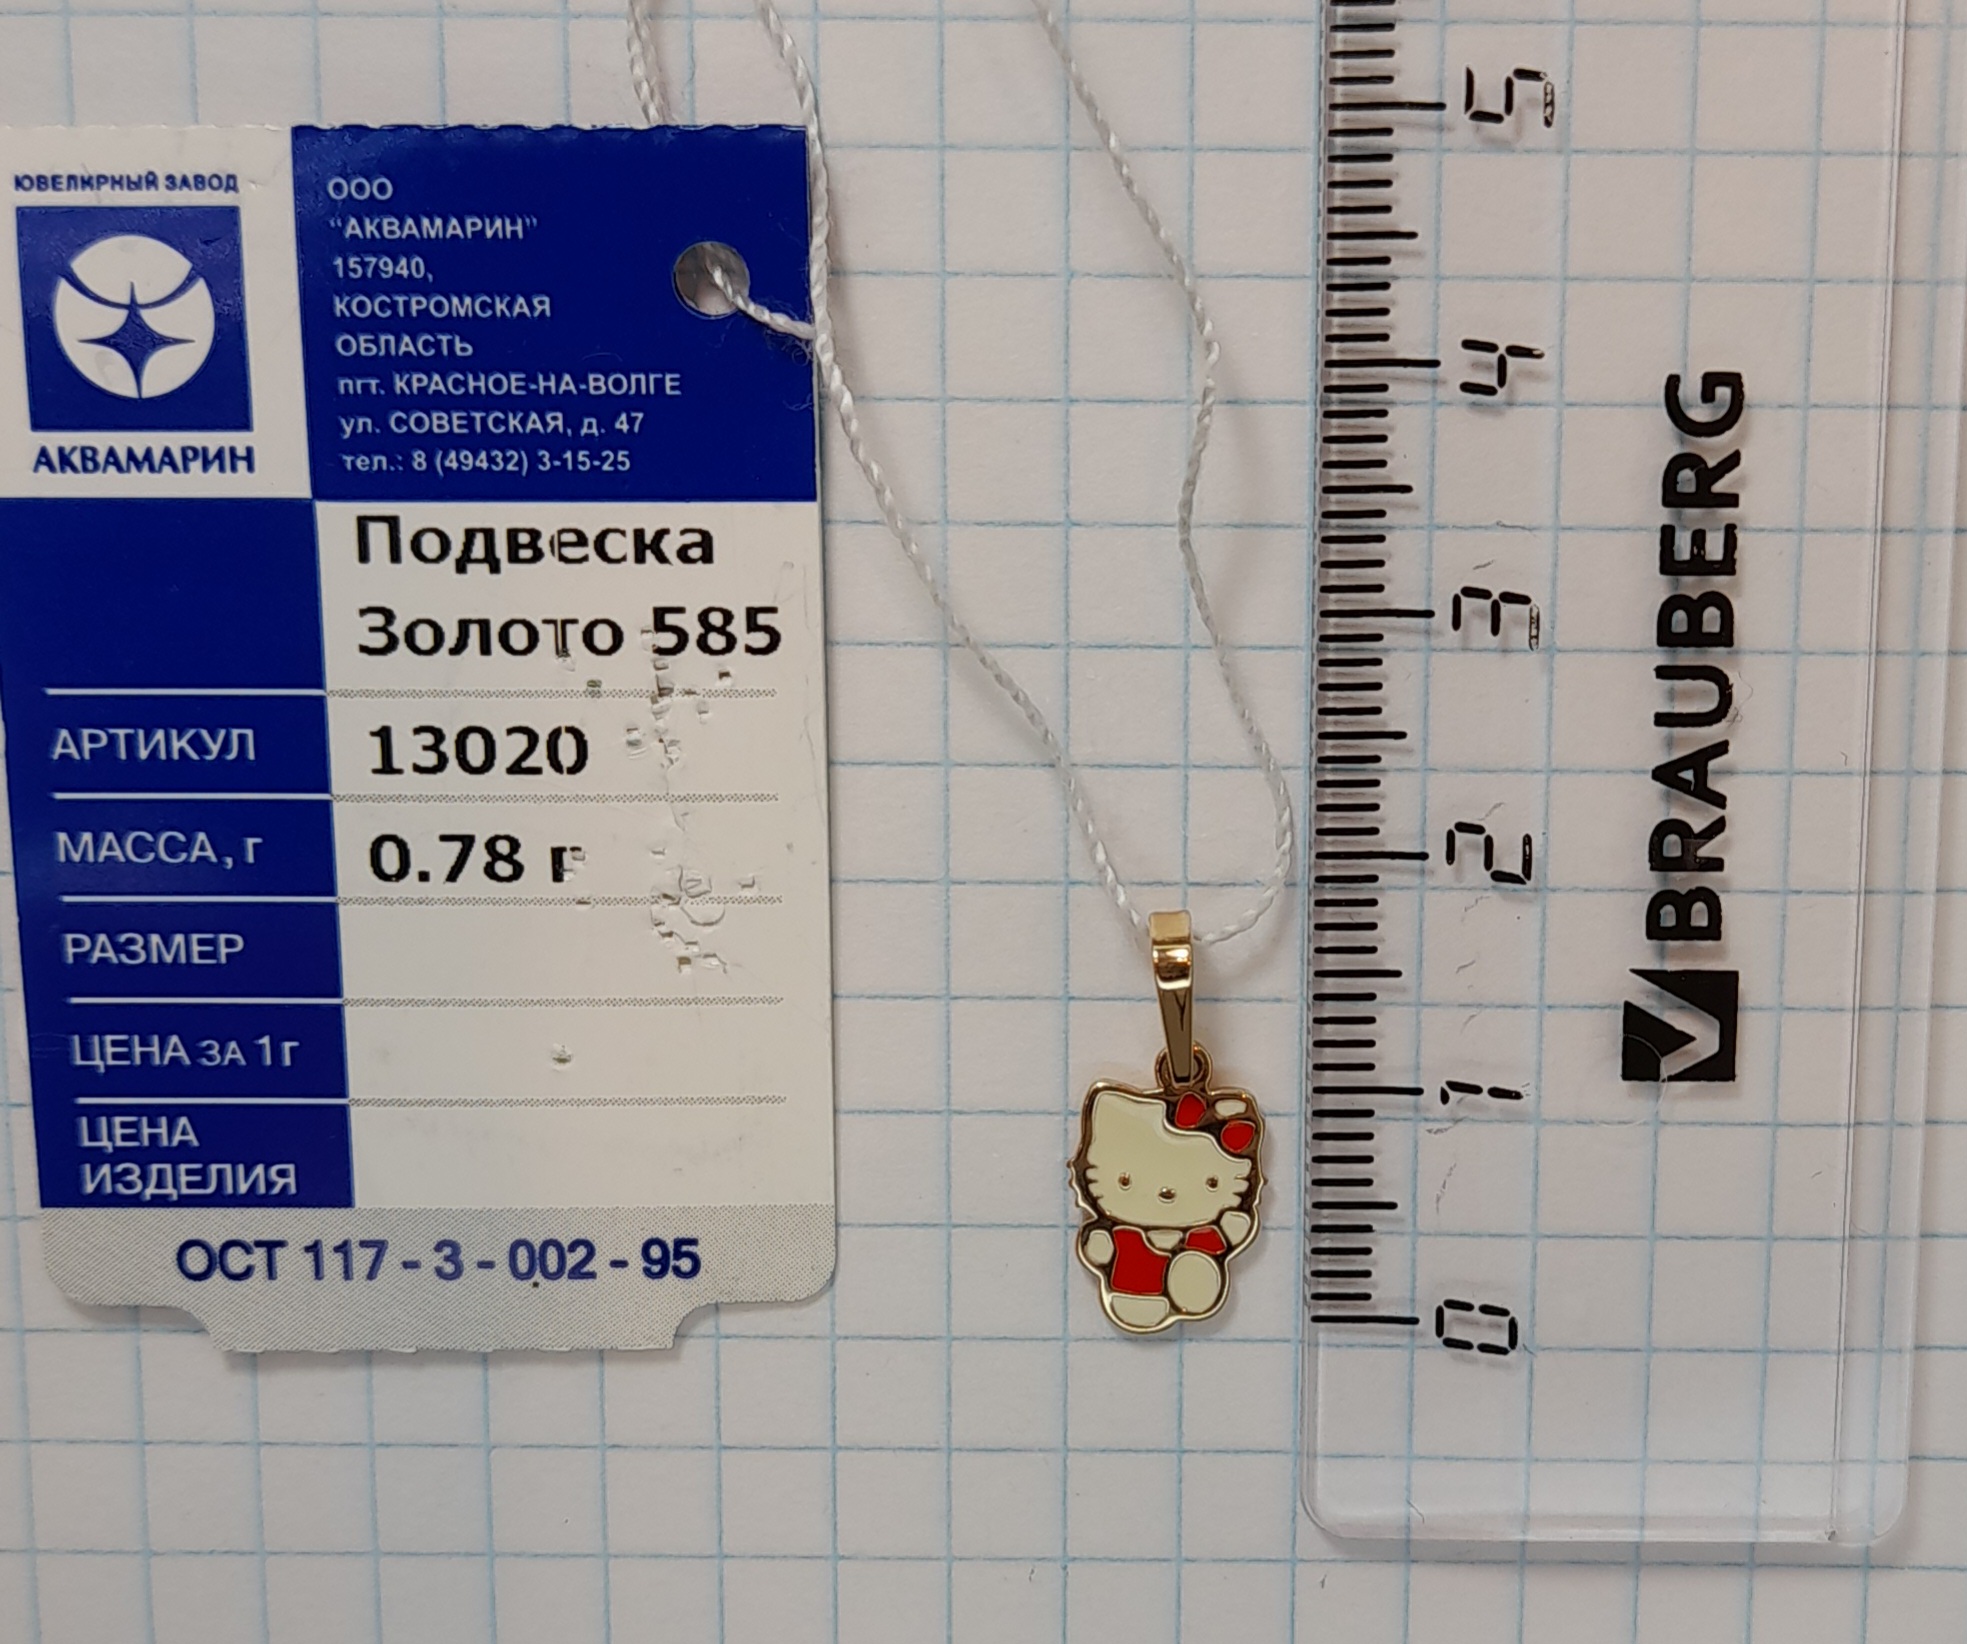 ЮВЕЛИРНЫЙ ЗАВОД
АКВАМАРИН
ООО
"АКВАМАРИН"
157940,
КОСТРОМСКАЯ
ОБЛАСТЬ
пгт. КРАСНОЕ-НА-ВОЛГЕ
ул. СОВЕТСКАЯ, д. 47
тел.: 8 (49432) 3-15-25
Подвеска
Золото 585
АРТИКУЛ 13020
МАССА, г 0.78 г
РАЗМЕР
ЦЕНА ЗА 1 г
ЦЕНА
ИЗДЕЛИЯ
ОСТ 117 - 3 - 002 - 95
5
4
3
2
1
0
BRAUBERG